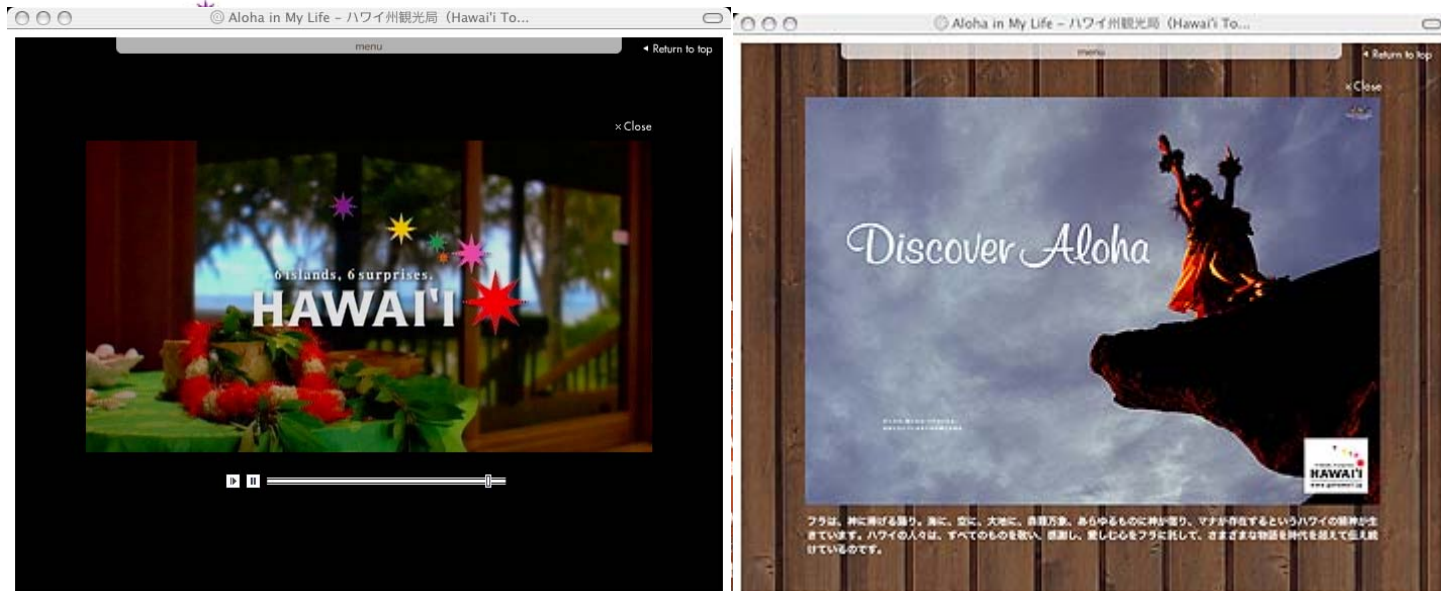 Aloha in My Life – ハワイ州観光局（Hawai'i To...
menu
Return to top
×Close
6 islands, 6 surprises.
HAWAI'I
Aloha in My Life – ハワイ州観光局（Hawai'i To...
menu
Return to top
×Close
Discover Aloha
HAWAI'I
フラは、神に捧げる踊り。海に、空に、大地に、森羅万象、あらゆるものに神が宿り、マナが存在するというハワイの精神が生
きています。ハワイの人々は、すべてのものを敬い、感謝し、愛しむ心をフラに託して、さまざまな物語を時代を超えて伝え続
けているのです。